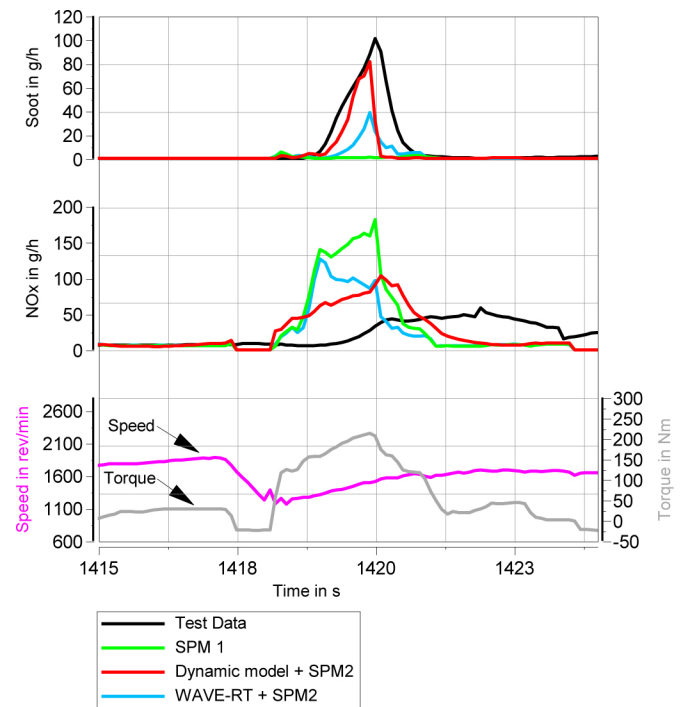 120
100
80
60
40
20
0
Soot in g/h
200
150
100
50
0
NOx in g/h
2600
2100
1600
1100
600
Speed in rev/min
Speed
Torque
300
250
200
150
100
50
0
-50
Torque in Nm
1415 1418 1420 1423
Time in s
Test Data
SPM 1
Dynamic model + SPM2
WAVE-RT + SPM2